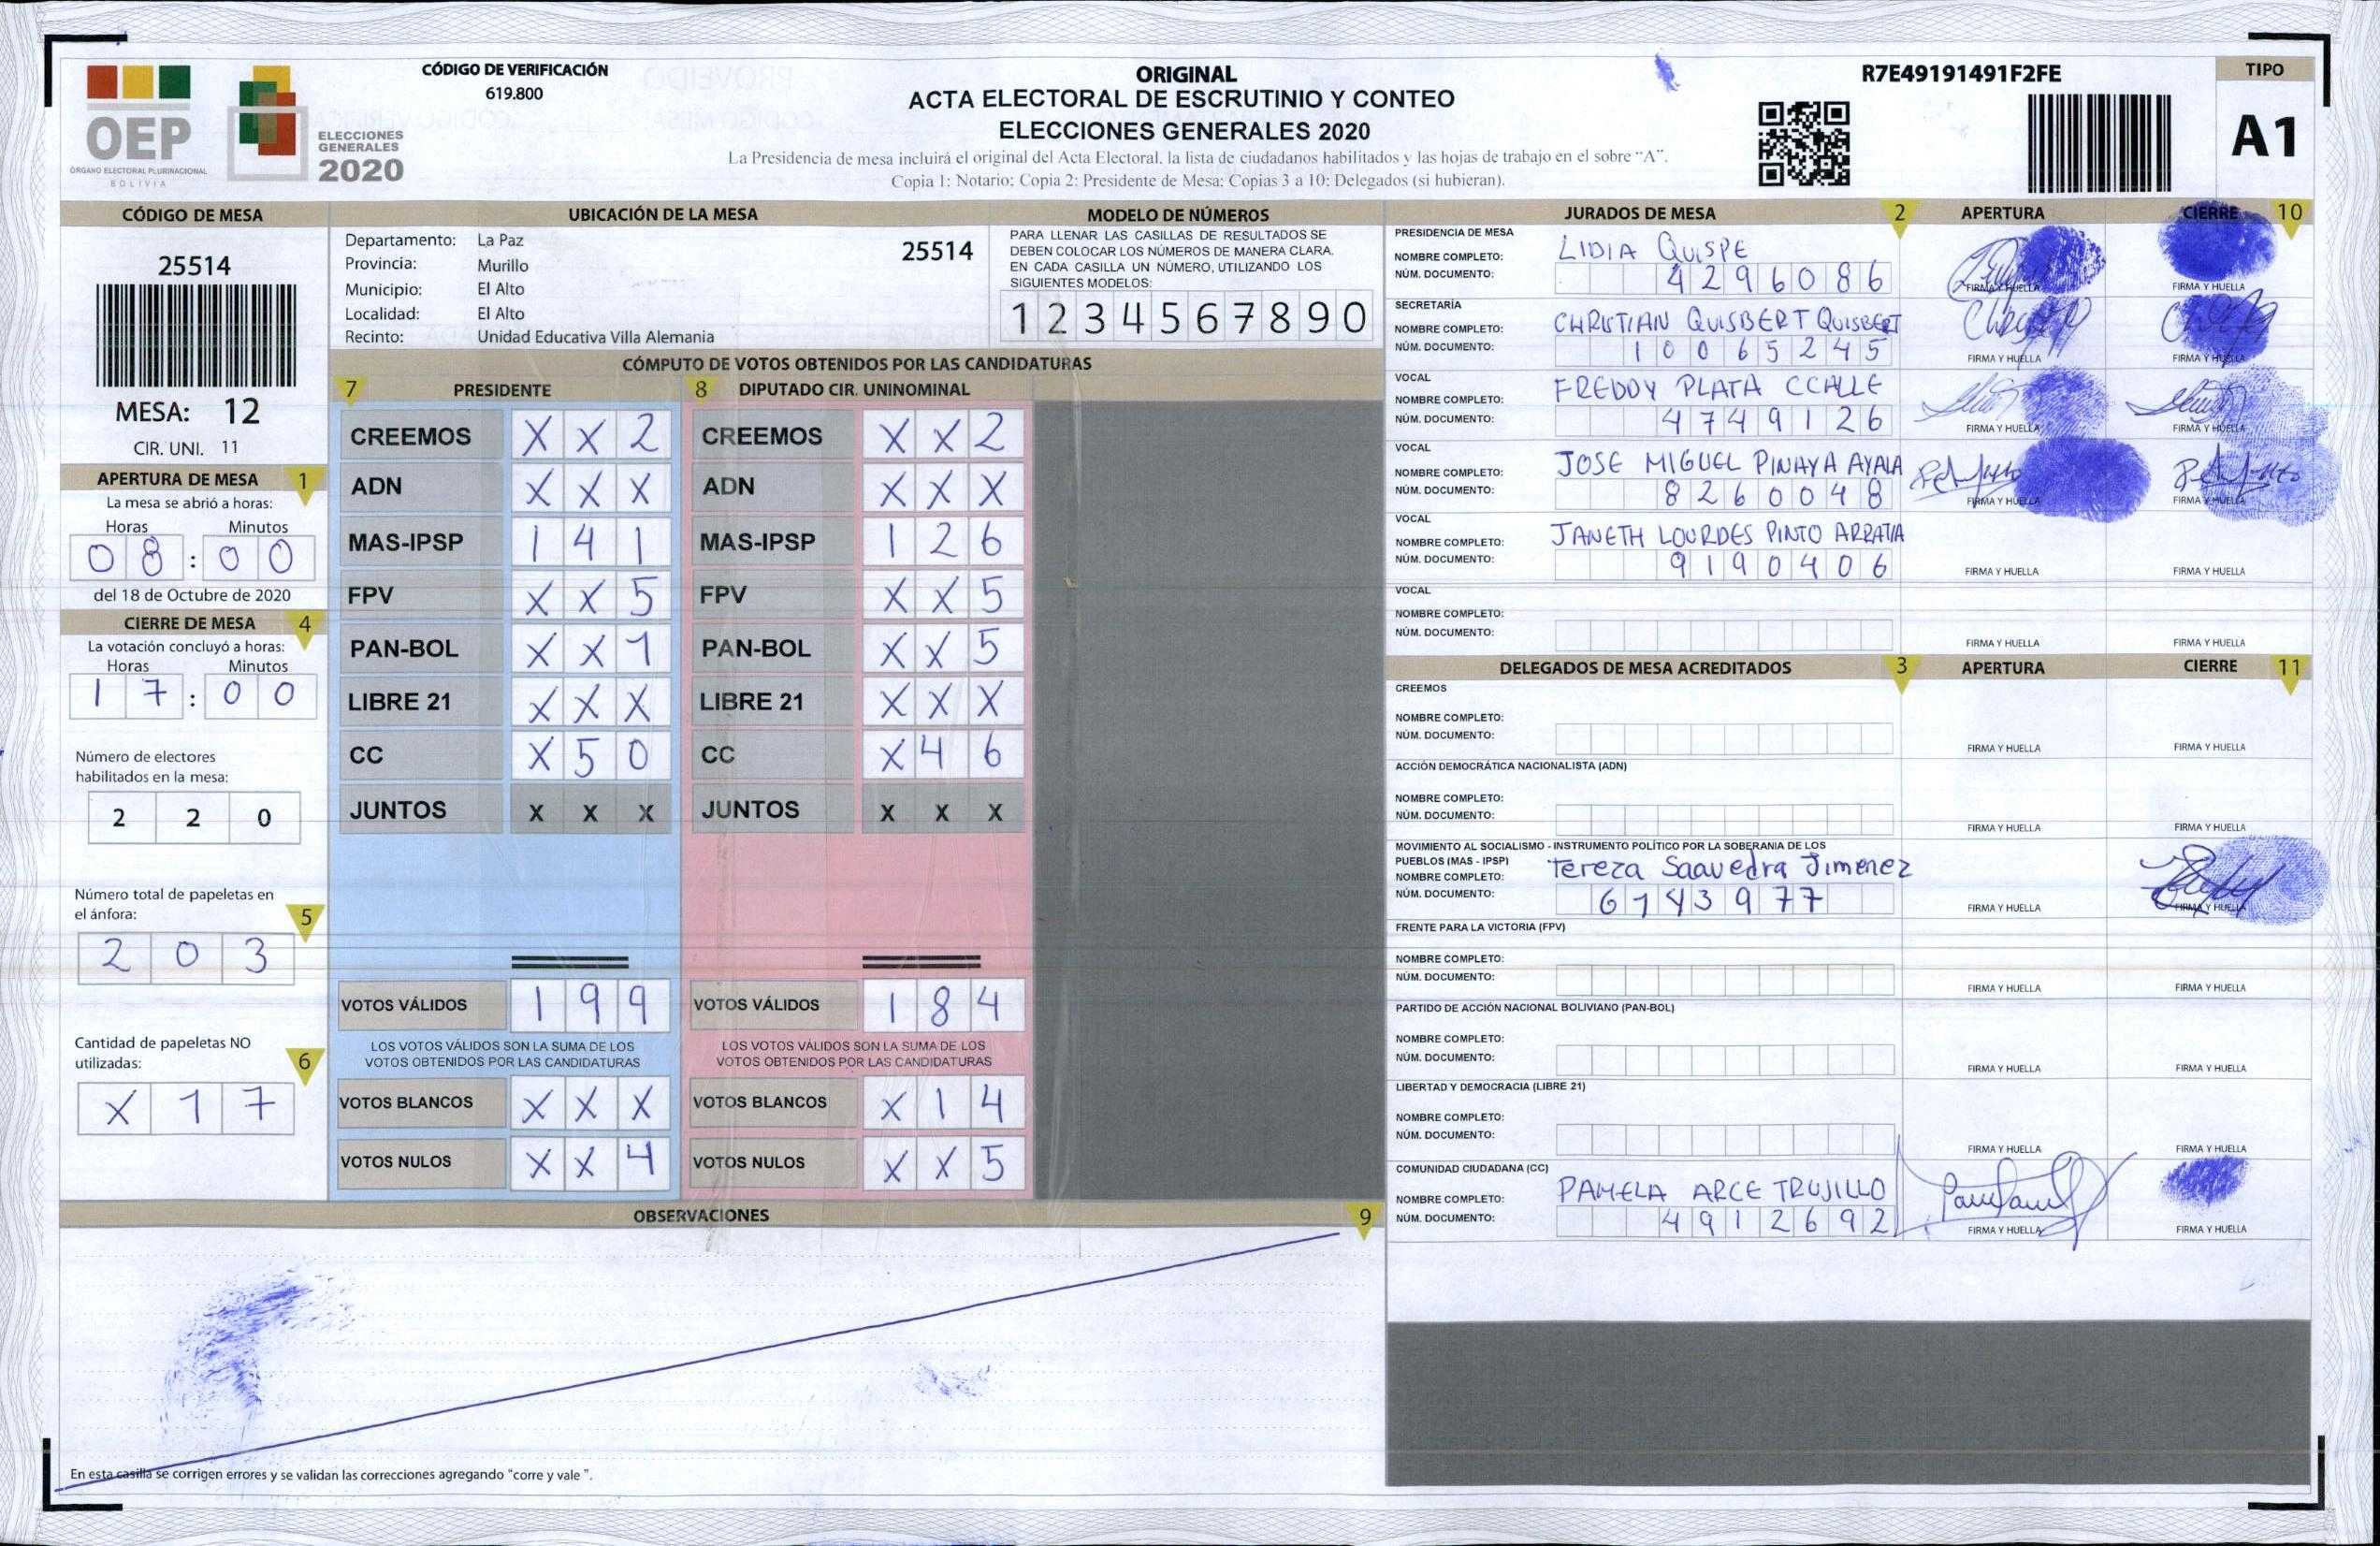 OEP
ÓRGANO ELECTORAL PLURINACIONAL
BOLIVIA
ELECCIONES
GENERALES
2020
CÓDIGO DE VERIFICACIÓN
619.800
ORIGINAL
ACTA ELECTORAL DE ESCRUTINIO Y CONTEO
ELECCIONES GENERALES 2020
La Presidencia de mesa incluirá el original del Acta Electoral, la lista de ciudadanos habilitados y las hojas de trabajo en el sobre "A".
Copia 1: Notario; Copia 2: Presidente de Mesa; Copias 3 a 10: Delegados (si hubieran).
R7E49191491F2FE
TIPO
A1
CÓDIGO DE MESA
25514
MESA: 12
CIR. UNI. 11
APERTURA DE MESA 1
La mesa se abrió a horas:
Horas Minutos
08 : 00
del 18 de Octubre de 2020
CIERRE DE MESA 4
La votación concluyó a horas:
Horas Minutos
17 : 00
Número de electores
habilitados en la mesa:
2 2 0
Número total de papeletas en
el ánfora: 5
2 0 3
Cantidad de papeletas NO
utilizadas: 6
X 1 7
UBICACIÓN DE LA MESA
Departamento: La Paz 25514
Provincia: Murillo
Municipio: El Alto
Localidad: El Alto
Recinto: Unidad Educativa Villa Alemania
MODELO DE NÚMEROS
PARA LLENAR LAS CASILLAS DE RESULTADOS SE
DEBEN COLOCAR LOS NÚMEROS DE MANERA CLARA,
EN CADA CASILLA UN NÚMERO, UTILIZANDO LOS
SIGUIENTES MODELOS:
1 2 3 4 5 6 7 8 9 0
CÓMPUTO DE VOTOS OBTENIDOS POR LAS CANDIDATURAS
7 PRESIDENTE
CREEMOS X X 2
ADN X X X
MAS-IPSP 1 4 1
FPV X X 5
PAN-BOL X X 1
LIBRE 21 X X X
CC X 5 0
JUNTOS X X X
VOTOS VÁLIDOS 1 9 9
LOS VOTOS VÁLIDOS SON LA SUMA DE LOS
VOTOS OBTENIDOS POR LAS CANDIDATURAS
VOTOS BLANCOS X X X
VOTOS NULOS X X 4
8 DIPUTADO CIR. UNINOMINAL
CREEMOS X X 2
ADN X X X
MAS-IPSP 1 2 6
FPV X X 5
PAN-BOL X X 5
LIBRE 21 X X X
CC X 4 6
JUNTOS X X X
VOTOS VÁLIDOS 1 8 4
LOS VOTOS VÁLIDOS SON LA SUMA DE LOS
VOTOS OBTENIDOS POR LAS CANDIDATURAS
VOTOS BLANCOS X 1 4
VOTOS NULOS X X 5
OBSERVACIONES 9
En esta casilla se corrigen errores y se validan las correcciones agregando "corre y vale ".
JURADOS DE MESA 2 APERTURA CIERRE 10
PRESIDENCIA DE MESA
NOMBRE COMPLETO: LIDIA QUISPE
NÚM. DOCUMENTO: 4296086
FIRMA Y HUELLA FIRMA Y HUELLA
SECRETARÍA
NOMBRE COMPLETO: CHRISTIAN QUISBERT QUISBERT
NÚM. DOCUMENTO: 10065245
FIRMA Y HUELLA FIRMA Y HUELLA
VOCAL
NOMBRE COMPLETO: FREDDY PLATA CCALLE
NÚM. DOCUMENTO: 4749126
FIRMA Y HUELLA FIRMA Y HUELLA
VOCAL
NOMBRE COMPLETO: JOSE MIGUEL PINAYA AYALA
NÚM. DOCUMENTO: 8260048
FIRMA Y HUELLA FIRMA Y HUELLA
VOCAL
NOMBRE COMPLETO: JANETH LOURDES PINTO ARRATIA
NÚM. DOCUMENTO: 9190406
FIRMA Y HUELLA FIRMA Y HUELLA
VOCAL
NOMBRE COMPLETO:
NÚM. DOCUMENTO:
FIRMA Y HUELLA FIRMA Y HUELLA
DELEGADOS DE MESA ACREDITADOS 3 APERTURA CIERRE 11
CREEMOS
NOMBRE COMPLETO:
NÚM. DOCUMENTO:
FIRMA Y HUELLA FIRMA Y HUELLA
ACCIÓN DEMOCRÁTICA NACIONALISTA (ADN)
NOMBRE COMPLETO:
NÚM. DOCUMENTO:
FIRMA Y HUELLA FIRMA Y HUELLA
MOVIMIENTO AL SOCIALISMO - INSTRUMENTO POLÍTICO POR LA SOBERANIA DE LOS
PUEBLOS (MAS - IPSP)
NOMBRE COMPLETO: Tereza Saavedra Jimenez
NÚM. DOCUMENTO: 6143977
FIRMA Y HUELLA FIRMA Y HUELLA
FRENTE PARA LA VICTORIA (FPV)
NOMBRE COMPLETO:
NÚM. DOCUMENTO:
FIRMA Y HUELLA FIRMA Y HUELLA
PARTIDO DE ACCIÓN NACIONAL BOLIVIANO (PAN-BOL)
NOMBRE COMPLETO:
NÚM. DOCUMENTO:
FIRMA Y HUELLA FIRMA Y HUELLA
LIBERTAD Y DEMOCRACIA (LIBRE 21)
NOMBRE COMPLETO:
NÚM. DOCUMENTO:
FIRMA Y HUELLA FIRMA Y HUELLA
COMUNIDAD CIUDADANA (CC)
NOMBRE COMPLETO: PAMELA ARCE TRUJILLO
NÚM. DOCUMENTO: 4912692
FIRMA Y HUELLA FIRMA Y HUELLA